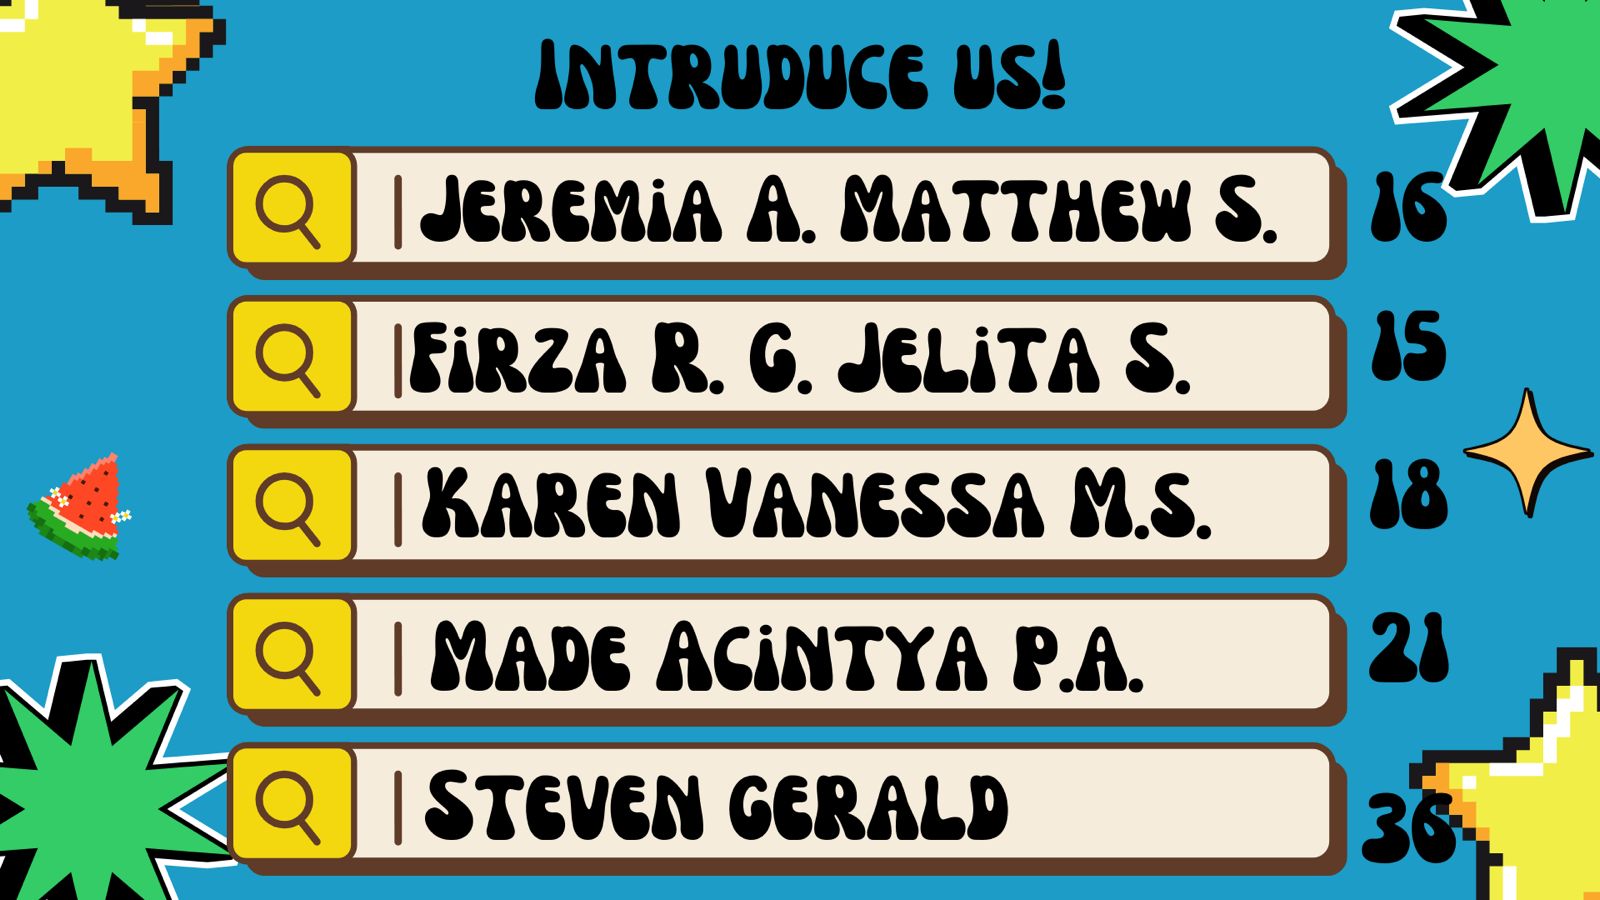 INTRUDUCE US!
JEREMiA A. MATTHEW S. 16
FiRZA R. G. JELiTA S. 15
KAREN VANESSA M.S. 18
MADE ACiNTYA P.A. 21
STEVEN GERALD 36